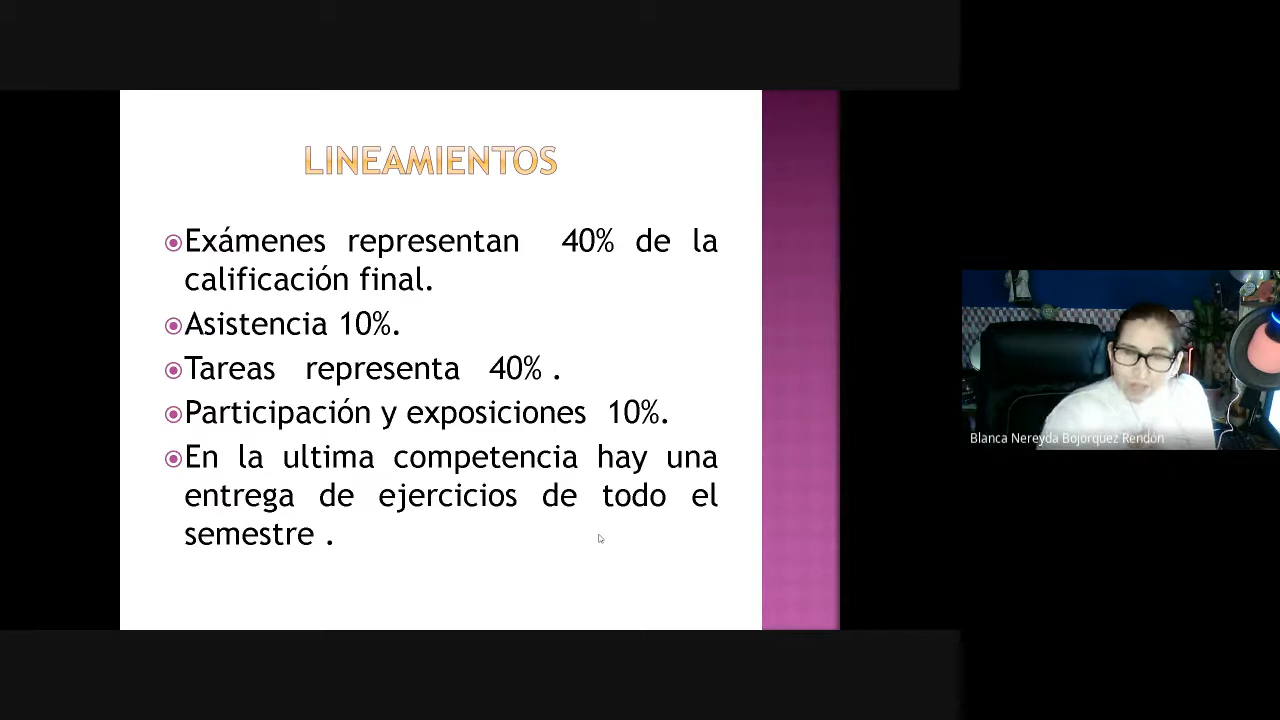 LINEAMIENTOS
Exámenes representan 40% de la
calificación final.
Asistencia 10%.
Tareas representa 40% .
Participación y exposiciones 10%.
En la ultima competencia hay una
entrega de ejercicios de todo el
semestre .
Blanca Nereyda Bojorquez Rendón